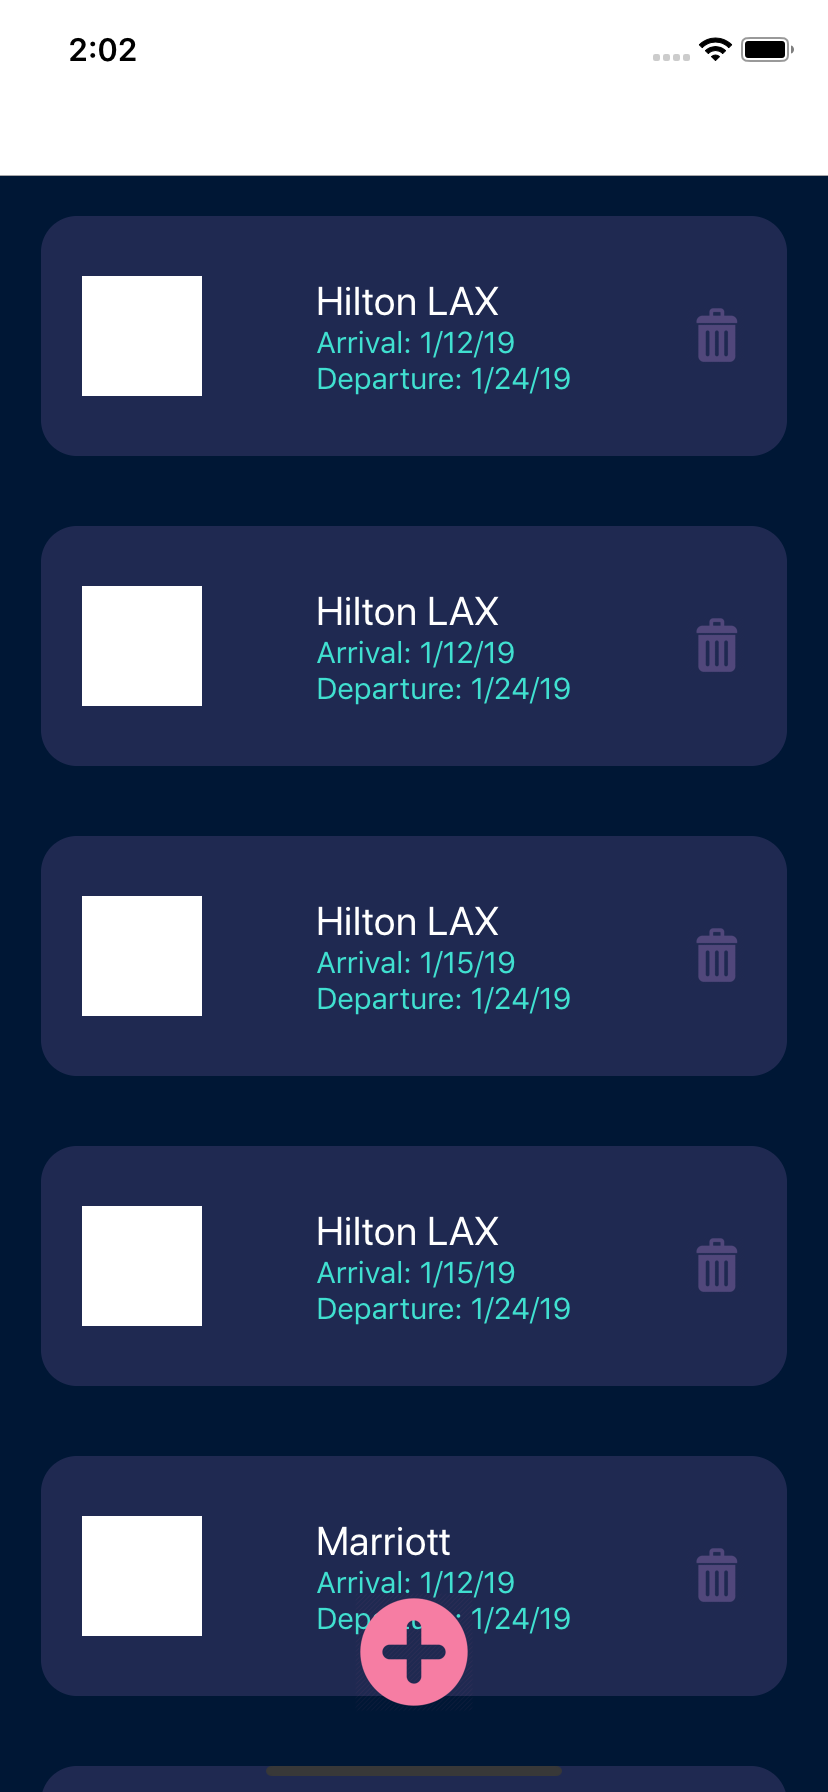 2:02
Hilton LAX
Arrival: 1/12/19
Departure: 1/24/19
Hilton LAX
Arrival: 1/12/19
Departure: 1/24/19
Hilton LAX
Arrival: 1/15/19
Departure: 1/24/19
Hilton LAX
Arrival: 1/15/19
Departure: 1/24/19
Marriott
Arrival: 1/12/19
1/24/19